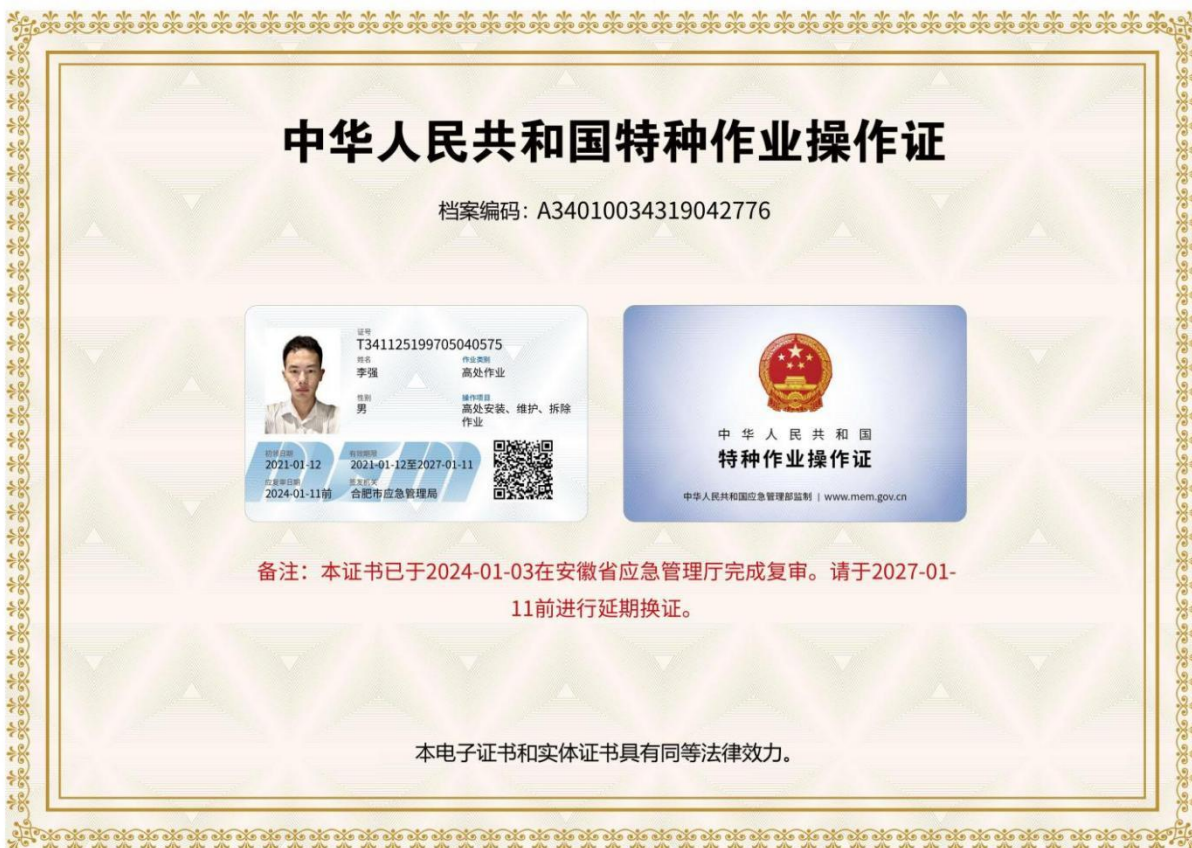 中华人民共和国特种作业操作证
档案编码：A34010034319042776
证号
T341125199705040575
姓名
李强
作业类别
高处作业
性别
男
操作项目
高处安装、维护、拆除
作业
初领日期
2021-01-12
有效期限
2021-01-12至2027-01-11
应复审日期
2024-01-11前
签发机关
合肥市应急管理局
中华人民共和国
特种作业操作证
中华人民共和国应急管理部监制 | www.mem.gov.cn
备注：本证书已于2024-01-03在安徽省应急管理厅完成复审。请于2027-01-
11前进行延期换证。
本电子证书和实体证书具有同等法律效力。